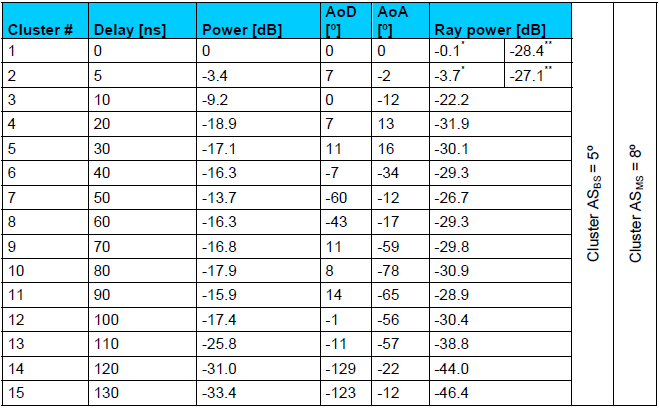 Cluster # Delay [ns] Power [dB] AoD [º] AoA [º] Ray power [dB]
1 0 0 0 0 -0.1* -28.4**
2 5 -3.4 7 -2 -3.7* -27.1**
3 10 -9.2 0 -12 -22.2
4 20 -18.9 7 13 -31.9
5 30 -17.1 11 16 -30.1
6 40 -16.3 -7 -34 -29.3
7 50 -13.7 -60 -12 -26.7
8 60 -16.3 -43 -17 -29.3
9 70 -16.8 11 -59 -29.8
10 80 -17.9 8 -78 -30.9
11 90 -15.9 14 -65 -28.9
12 100 -17.4 -1 -56 -30.4
13 110 -25.8 -11 -57 -38.8
14 120 -31.0 -129 -22 -44.0
15 130 -33.4 -123 -12 -46.4
Cluster ASBS = 5º
Cluster ASMS = 8º